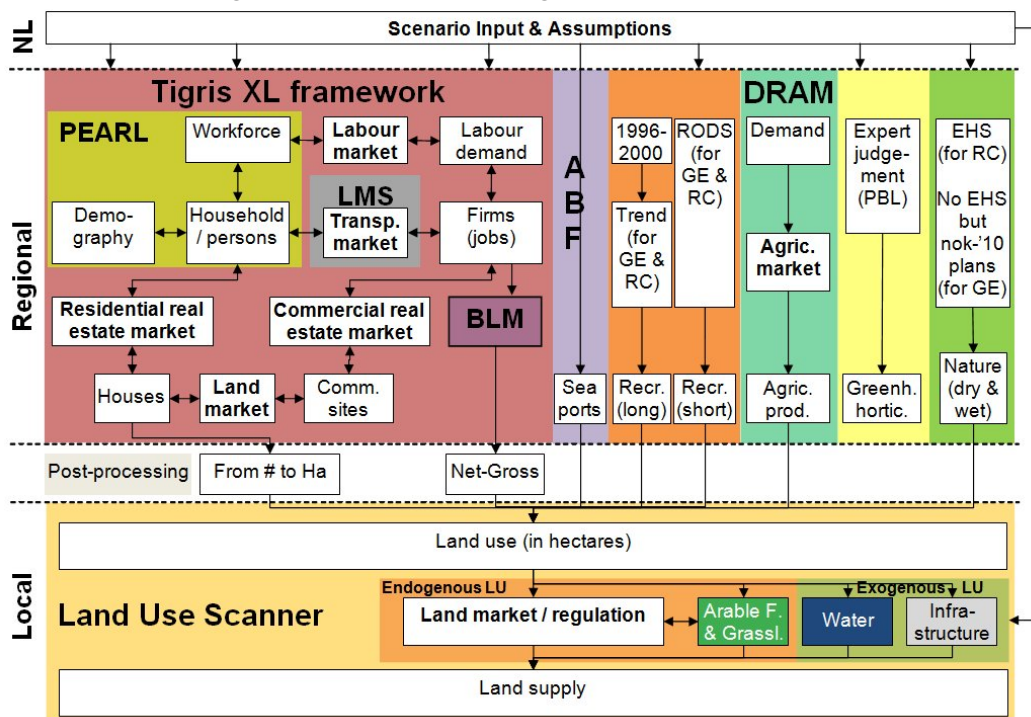 NL
Scenario Input & Assumptions
Regional
Tigris XL framework
PEARL
Workforce
Labour
market
Labour
demand
LMS
Demo-
graphy
Household
/ persons
Transp.
market
Firms
(jobs)
Residential real
estate market
Commercial real
estate market
BLM
Houses
Land
market
Comm.
sites
A
B
F
Sea
ports
1996-
2000
Trend
(for
GE &
RC)
Recr.
(long)
RODS
(for
GE &
RC)
Recr.
(short)
DRAM
Demand
Agric.
market
Agric.
prod.
Expert
judge-
ment
(PBL)
Greenh.
hortic.
EHS
(for RC)
No EHS
but
nok-'10
plans
(for GE)
Nature
(dry &
wet)
Post-processing
From # to Ha
Net-Gross
Local
Land use (in hectares)
Land Use Scanner
Endogenous LU
Exogenous LU
Land market / regulation
Arable F.
& Grassl.
Water
Infra-
structure
Land supply